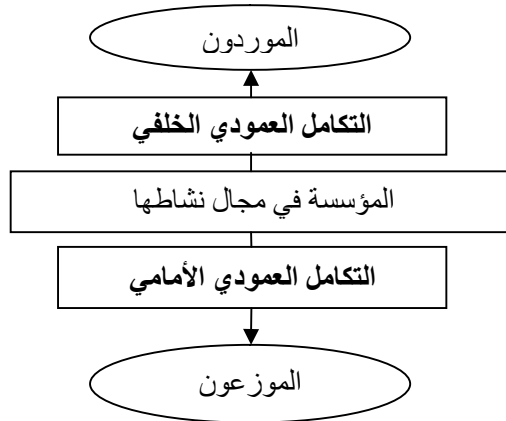 الموردون
التكامل العمودي الخلفي
المؤسسة في مجال نشاطها
التكامل العمودي الأمامي
الموزعون